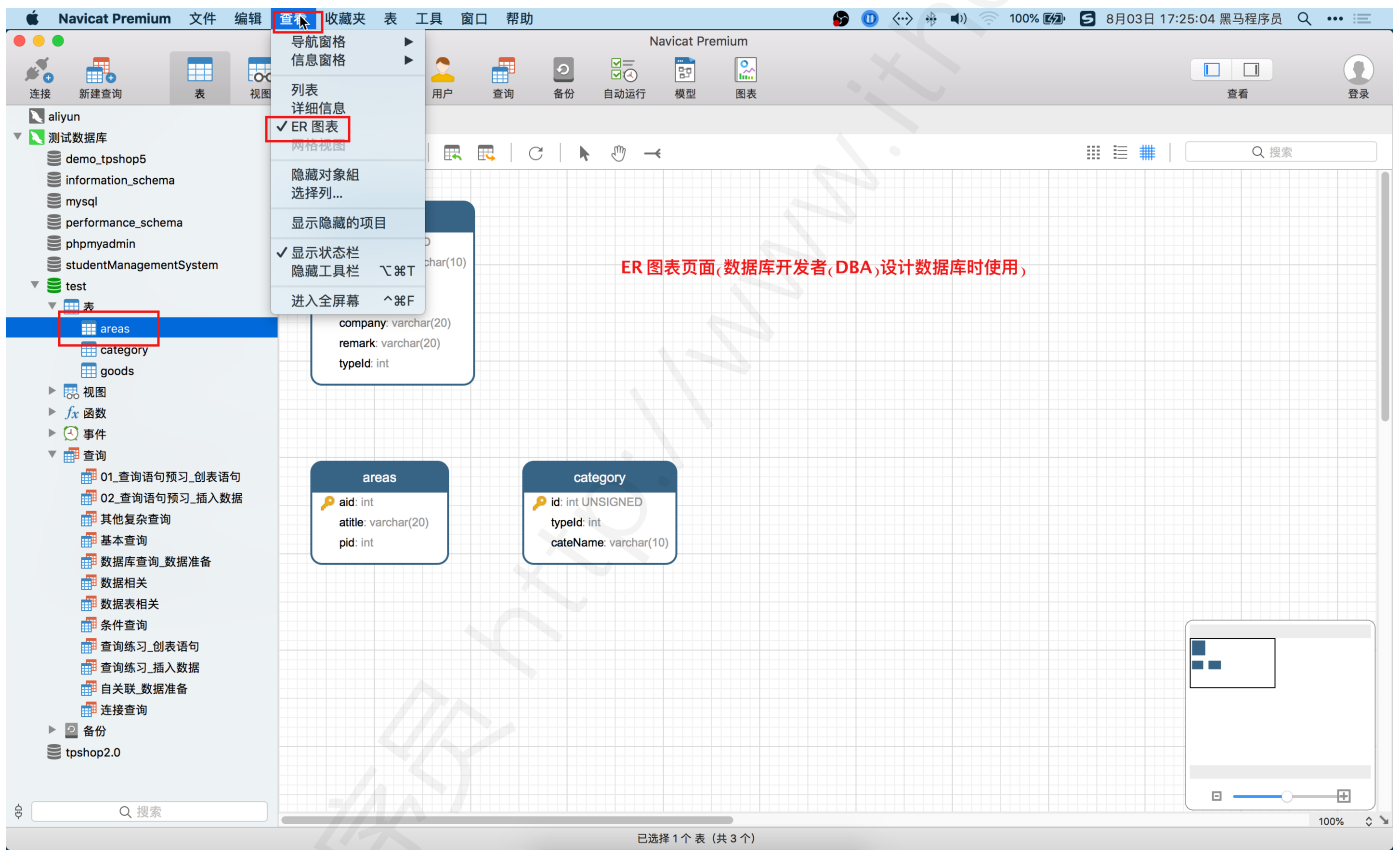 Navicat Premium 文件 编辑 查看 收藏夹 表 工具 窗口 帮助
100% 8月03日 17:25:04 黑马程序员
Navicat Premium
连接 新建查询 表 视图 用户 查询 备份 自动运行 模型 图表 查看 登录
导航窗格
信息窗格
列表
详细信息
✓ ER 图表
网格视图
隐藏对象組
选择列...
显示隐藏的项目
✓ 显示状态栏
隐藏工具栏 ⌥⌘T
进入全屏幕 ^⌘F
搜索
aliyun
测试数据库
demo_tpshop5
information_schema
mysql
performance_schema
phpmyadmin
studentManagementSystem
test
表
areas
category
goods
视图
fx 函数
事件
查询
01_查询语句预习_创表语句
02_查询语句预习_插入数据
其他复杂查询
基本查询
数据库查询_数据准备
数据相关
数据表相关
条件查询
查询练习_创表语句
查询练习_插入数据
自关联_数据准备
连接查询
备份
tpshop2.0
搜索
char(10)
company: varchar(20)
remark: varchar(20)
typeId: int
ER 图表页面(数据库开发者(DBA)设计数据库时使用)
areas
aid: int
atitle: varchar(20)
pid: int
category
id: int UNSIGNED
typeId: int
cateName: varchar(10)
100%
已选择 1 个 表（共 3 个）
序员 http://www.ith